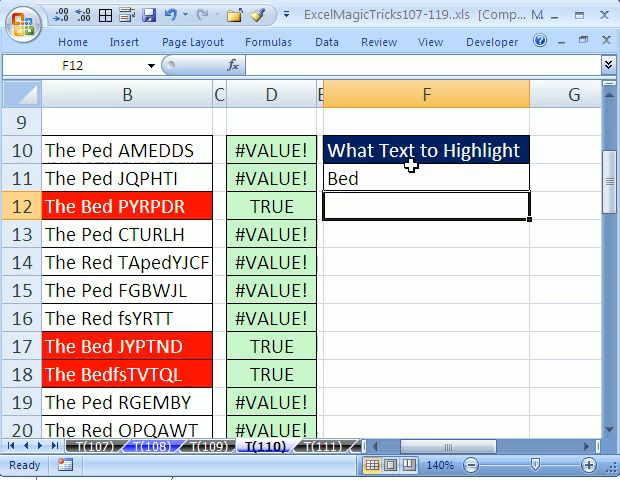 ExcelMagicTricks107-119..xls [Comp... M
Home Insert Page Layout Formulas Data Review View Developer
F12 fx
B C D E F G
9
10 The Ped AMEDDS #VALUE! What Text to Highlight
11 The Ped JQPHTI #VALUE! Bed
12 The Bed PYRPDR TRUE
13 The Ped CTURLH #VALUE!
14 The Red TApedYJCF #VALUE!
15 The Ped FGBWJL #VALUE!
16 The Red fsYRTT #VALUE!
17 The Bed JYPTND TRUE
18 The BedfsTVTQL TRUE
19 The Ped RGEMBY #VALUE!
20 The Red OPQAWT #VALUE!
T(107) T(108) T(109) T(110) T(111)
Ready 140%